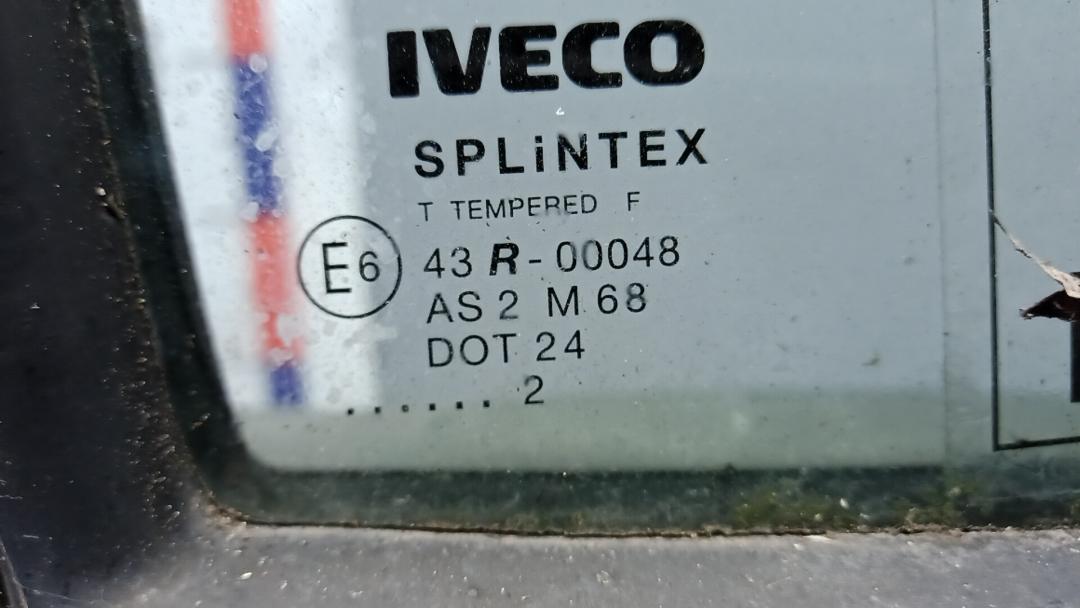 IVECO
SPLiNTEX
T TEMPERED F
E6 43 R-00048
AS 2 M 68
DOT 24
...... 2